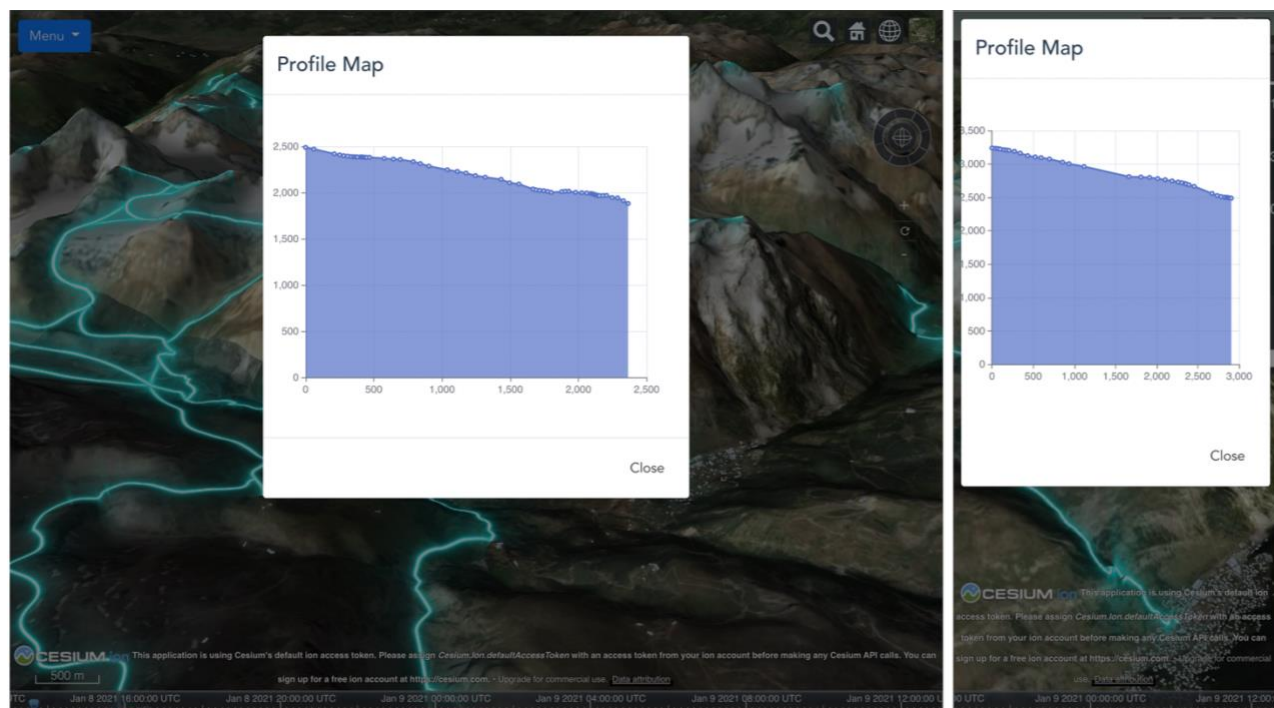 Menu
Profile Map
2,500
2,000
1,500
1,000
500
0
0 500 1,000 1,500 2,000 2,500
Close
CESIUM ion This application is using Cesium's default ion access token. Please assign Cesium.Ion.defaultAccessToken with an access token from your ion account before making any Cesium API calls. You can
sign up for a free ion account at https://cesium.com. - Upgrade for commercial use. Data attribution
500 m
UTC Jan 8 2021 16:00:00 UTC Jan 8 2021 20:00:00 UTC Jan 9 2021 00:00:00 UTC Jan 9 2021 04:00:00 UTC Jan 9 2021 08:00:00 UTC Jan 9 2021 12:00:00 U
Profile Map
3,500
3,000
2,500
2,000
1,500
1,000
500
0
0 500 1,000 1,500 2,000 2,500 3,000
Close
CESIUM ion This application is using Cesium's default ion
access token. Please assign Cesium.Ion.defaultAccessToken with an access
token from your ion account before making any Cesium API calls. You can
sign up for a free ion account at https://cesium.com. - Upgrade for commercial
use. Data attribution
00 UTC Jan 9 2021 00:00:00 UTC Jan 9 2021 12:00: